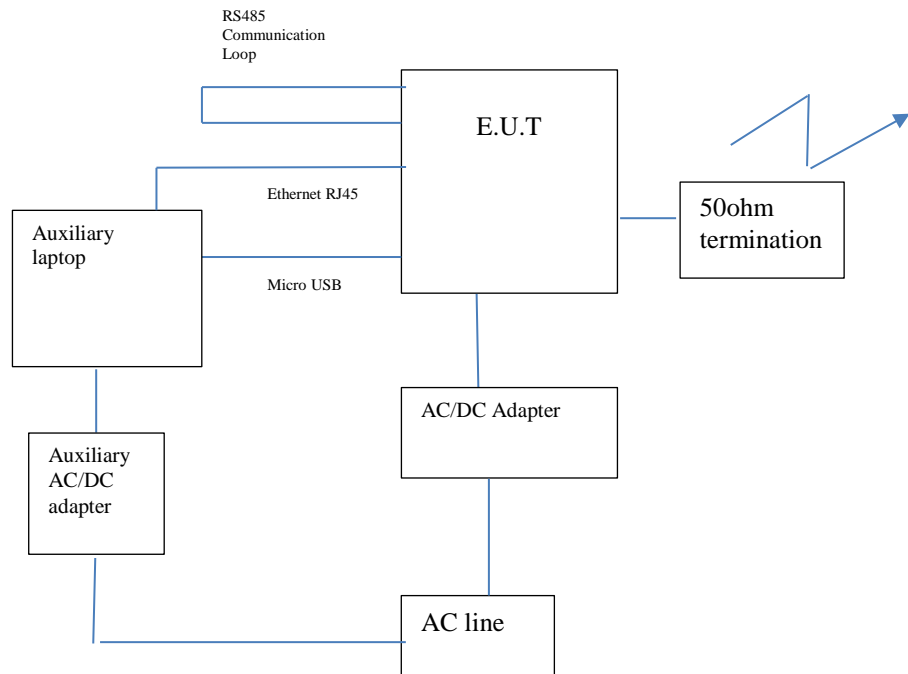 RS485
Communication
Loop
E.U.T
Ethernet RJ45
50ohm
termination
Auxiliary
laptop
Micro USB
AC/DC Adapter
Auxiliary
AC/DC
adapter
AC line